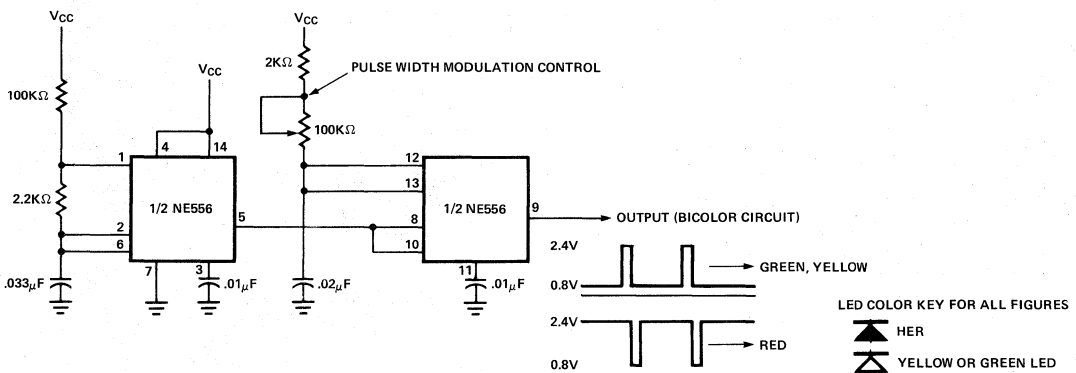 VCC
100KΩ
2.2KΩ
.033µF
VCC
4
14
1
2
6
1/2 NE556
5
7
3
.01µF
VCC
2KΩ
PULSE WIDTH MODULATION CONTROL
100KΩ
.02µF
12
13
8
10
1/2 NE556
9
11
.01µF
OUTPUT (BICOLOR CIRCUIT)
2.4V
0.8V
GREEN, YELLOW
2.4V
0.8V
RED
LED COLOR KEY FOR ALL FIGURES
HER
YELLOW OR GREEN LED